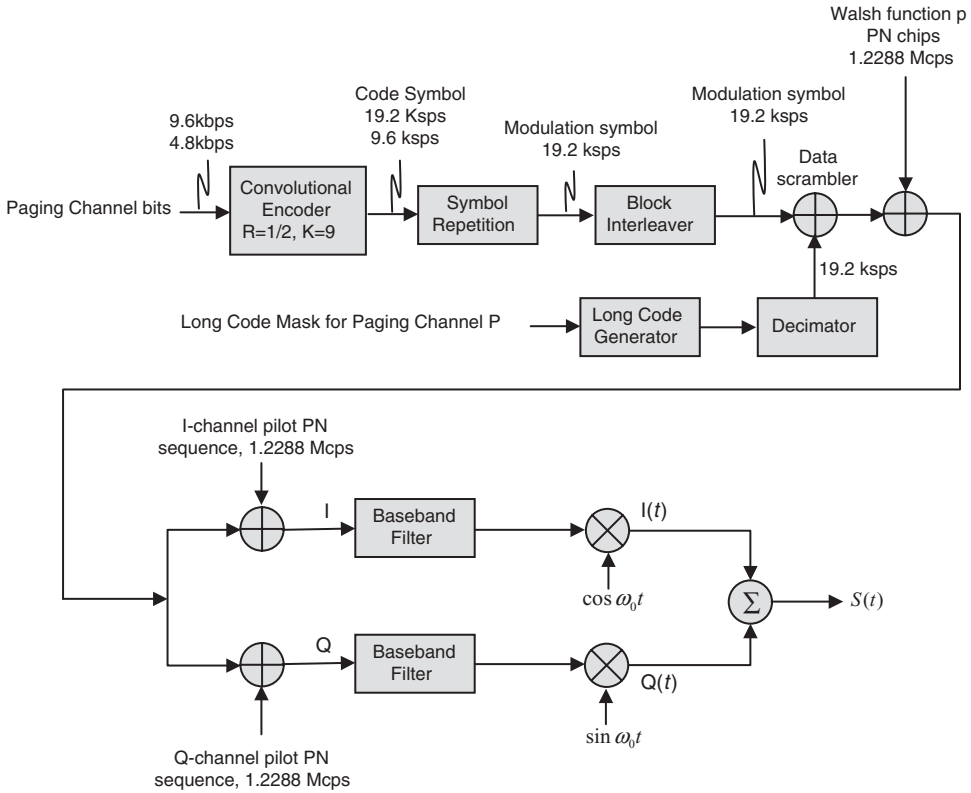 Walsh function p
PN chips
1.2288 Mcps
Code Symbol
19.2 Ksps
9.6 ksps
Modulation symbol
19.2 ksps
9.6kbps
4.8kbps
Modulation symbol
19.2 ksps
Data
scrambler
Paging Channel bits
Convolutional
Encoder
R=1/2, K=9
Symbol
Repetition
Block
Interleaver
19.2 ksps
Long Code Mask for Paging Channel P
Long Code
Generator
Decimator
I-channel pilot PN
sequence, 1.2288 Mcps
I
Baseband
Filter
I(t)
cos ω₀t
Σ
S(t)
Q
Baseband
Filter
Q(t)
sin ω₀t
Q-channel pilot PN
sequence, 1.2288 Mcps